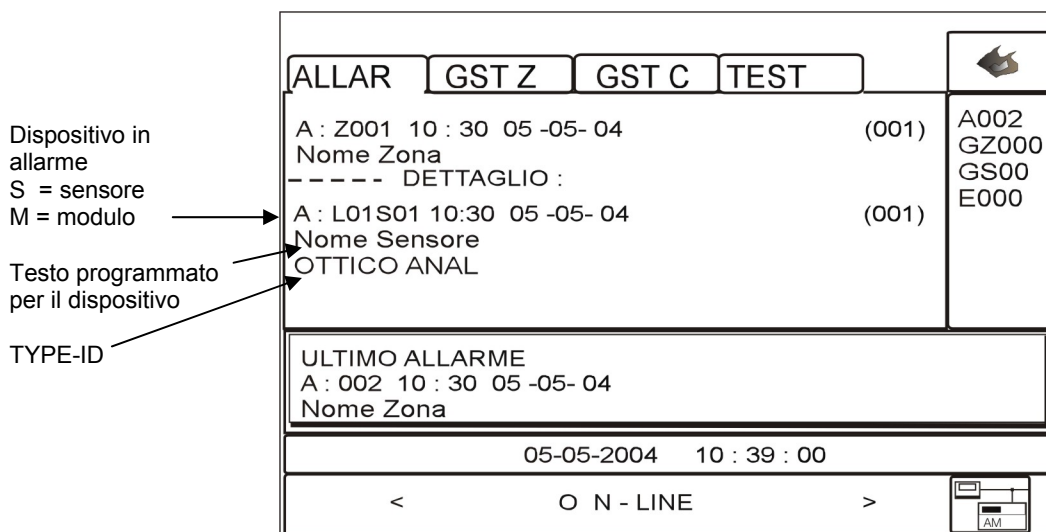 Dispositivo in
allarme
S = sensore
M = modulo
Testo programmato
per il dispositivo
TYPE-ID
ALLAR GST Z GST C TEST
A : Z001 10 : 30 05 -05- 04 (001)
Nome Zona
- - - - - DETTAGLIO :
A : L01S01 10:30 05 -05- 04 (001)
Nome Sensore
OTTICO ANAL
A002
GZ000
GS00
E000
ULTIMO ALLARME
A : 002 10 : 30 05 -05- 04
Nome Zona
05-05-2004 10 : 39 : 00
< O N - LINE >
AM